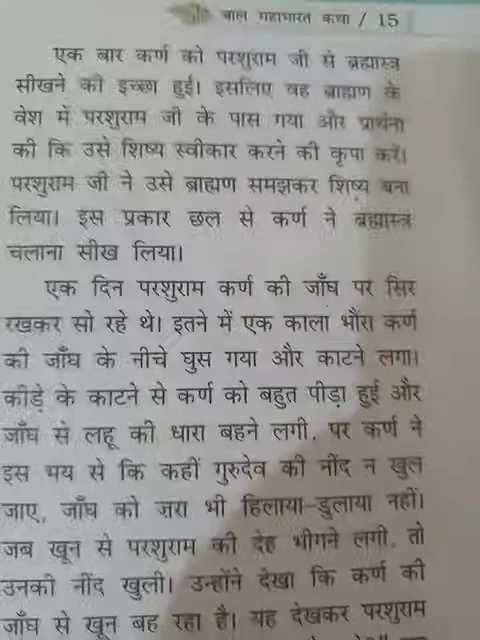 बाल महाभारत कथा / 15
एक बार कर्ण को परशुराम जी से ब्रह्मास्त्र
सीखने की इच्छा हुई। इसलिए वह ब्राह्मण के
वेश में परशुराम जी के पास गया और प्रार्थना
की कि उसे शिष्य स्वीकार करने की कृपा करें।
परशुराम जी ने उसे ब्राह्मण समझकर शिष्य बना
लिया। इस प्रकार छल से कर्ण ने ब्रह्मास्त्र
चलाना सीख लिया।
एक दिन परशुराम कर्ण की जाँघ पर सिर
रखकर सो रहे थे। इतने में एक काला भौंरा कर्ण
की जाँघ के नीचे घुस गया और काटने लगा।
कीड़े के काटने से कर्ण को बहुत पीड़ा हुई और
जाँघ से लहू की धारा बहने लगी, पर कर्ण ने
इस भय से कि कहीं गुरुदेव की नींद न खुल
जाए, जाँघ को ज़रा भी हिलाया-डुलाया नहीं।
जब खून से परशुराम की देह भीगने लगी, तो
उनकी नींद खुली। उन्होंने देखा कि कर्ण की
जाँघ से खून बह रहा है। यह देखकर परशुराम